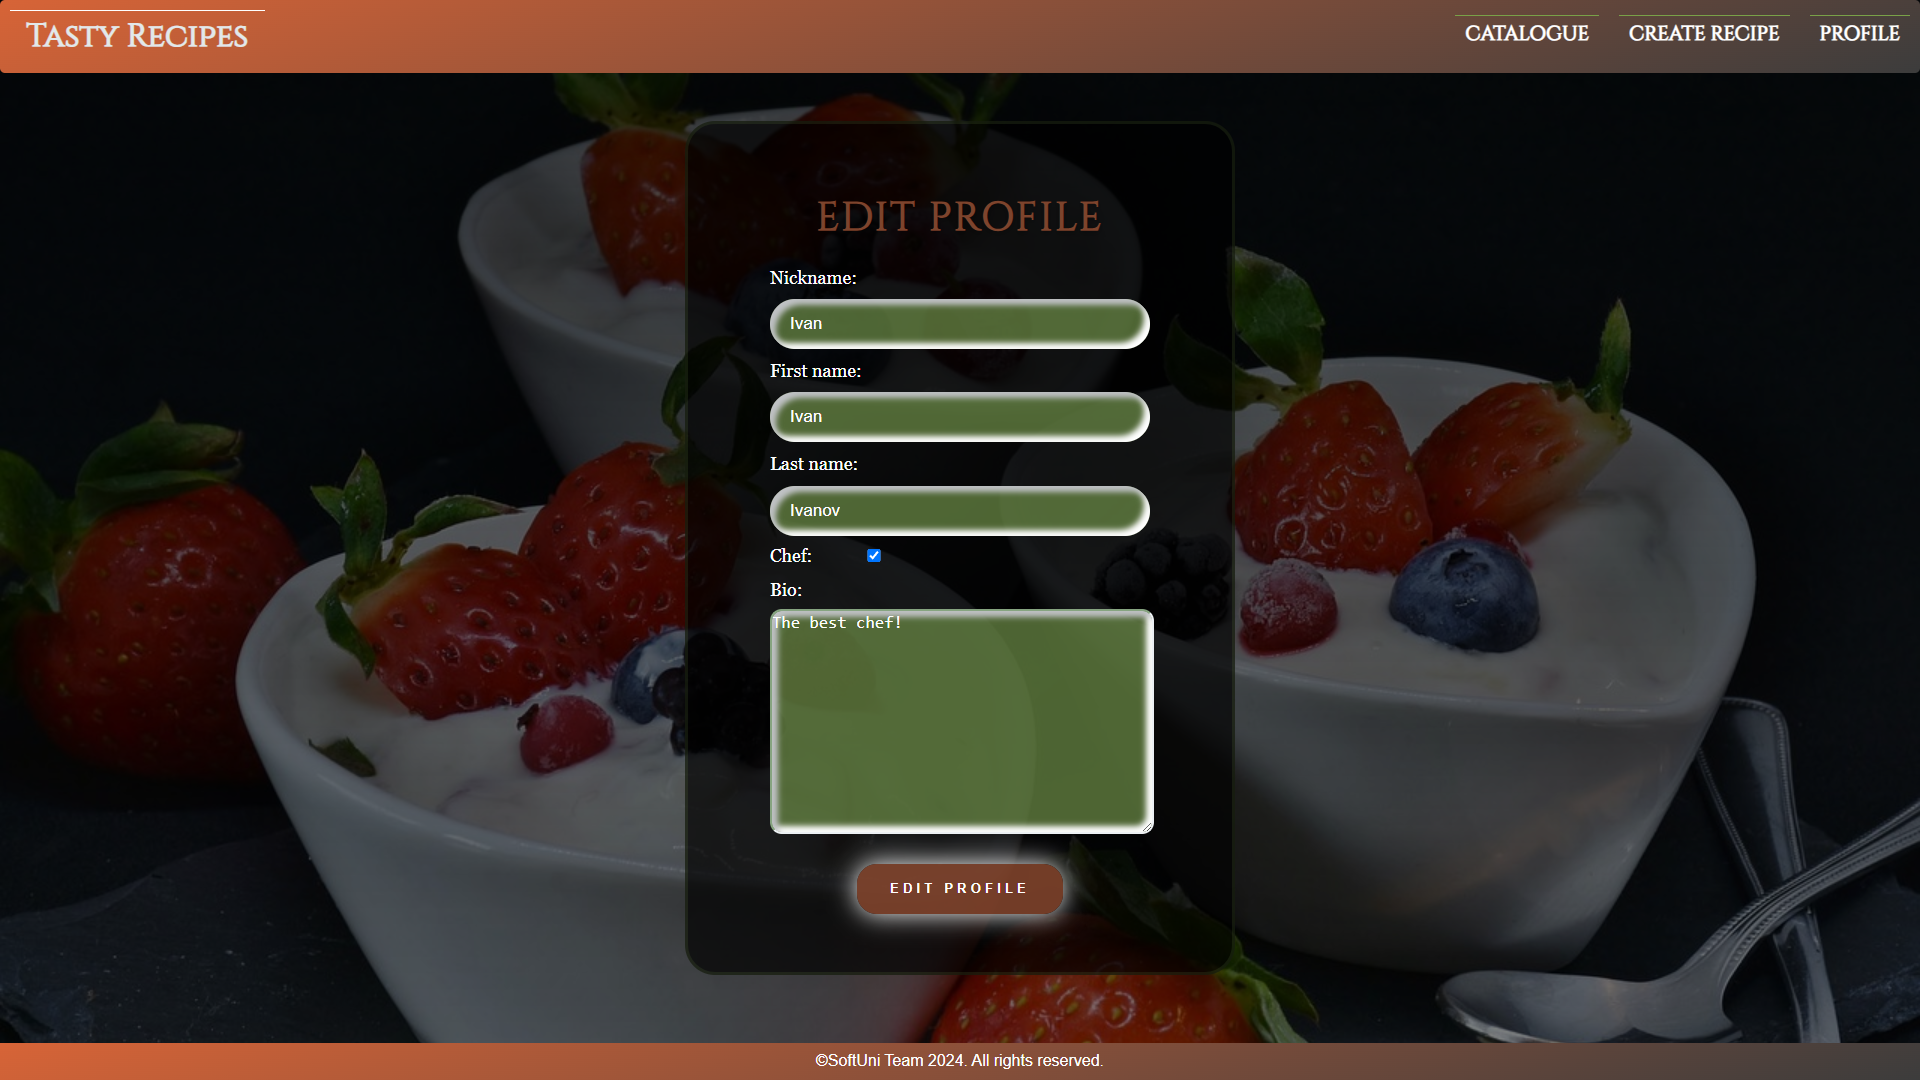 Tasty Recipes
CATALOGUE
CREATE RECIPE
PROFILE
EDIT PROFILE
Nickname:
Ivan
First name:
Ivan
Last name:
Ivanov
Chef:
Bio:
The best chef!
EDIT PROFILE
©SoftUni Team 2024. All rights reserved.